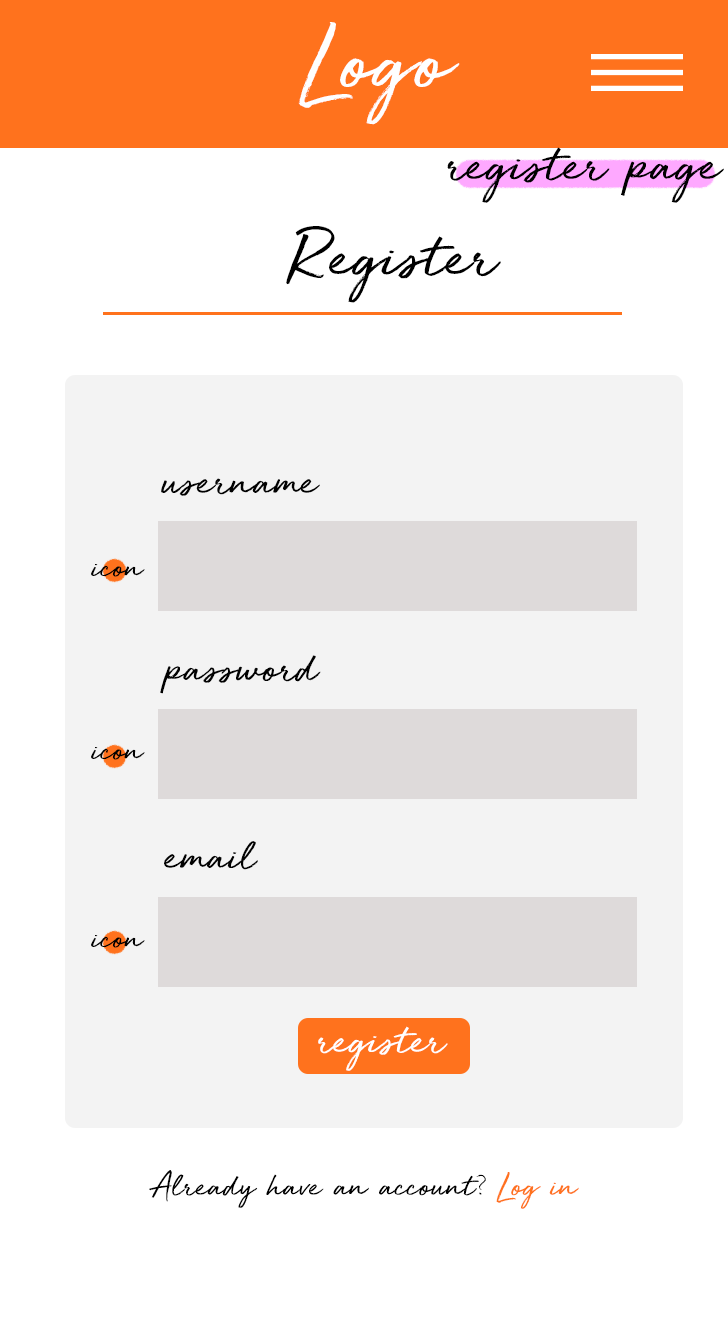 Logo
register page
Register
username
icon
password
icon
email
icon
register
Already have an account? Log in